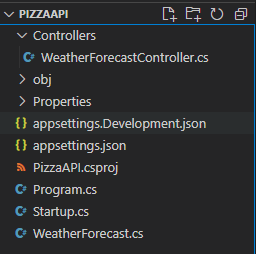 PIZZAAPI
Controllers
C# WeatherForecastController.cs
obj
Properties
{} appsettings.Development.json
{} appsettings.json
PizzaAPI.csproj
C# Program.cs
C# Startup.cs
C# WeatherForecast.cs